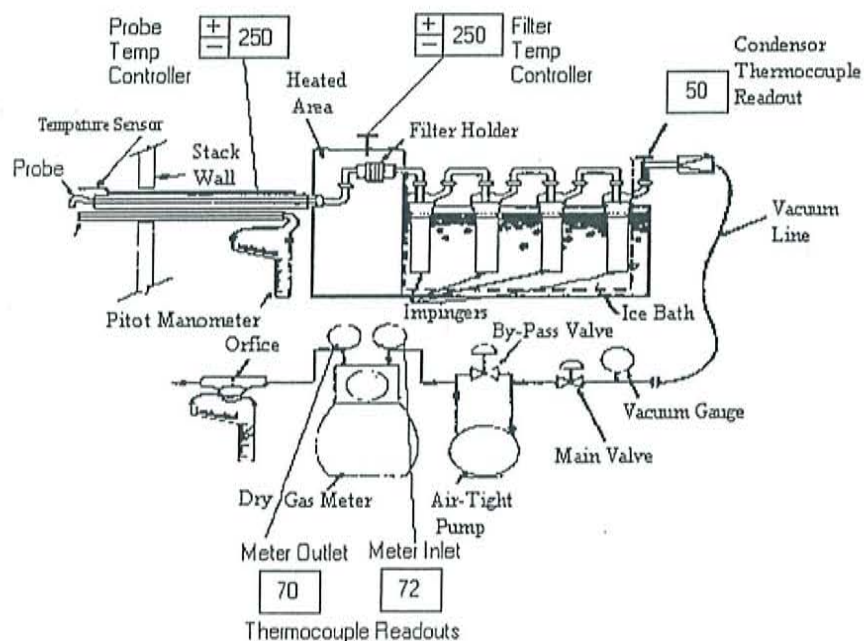 Probe
Temp
Controller
+
−
250
+
−
250
Filter
Temp
Controller
Condensor
Thermocouple
Readout
50
Heated
Area
Tempature Sensor
Filter Holder
Probe
Stack
Wall
Vacuum
Line
Pitot Manometer
Impingers
Ice Bath
Orfice
By-Pass Valve
Vacuum Gauge
Main Valve
Dry Gas Meter
Air-Tight
Pump
Meter Outlet
Meter Inlet
70
72
Thermocouple Readouts